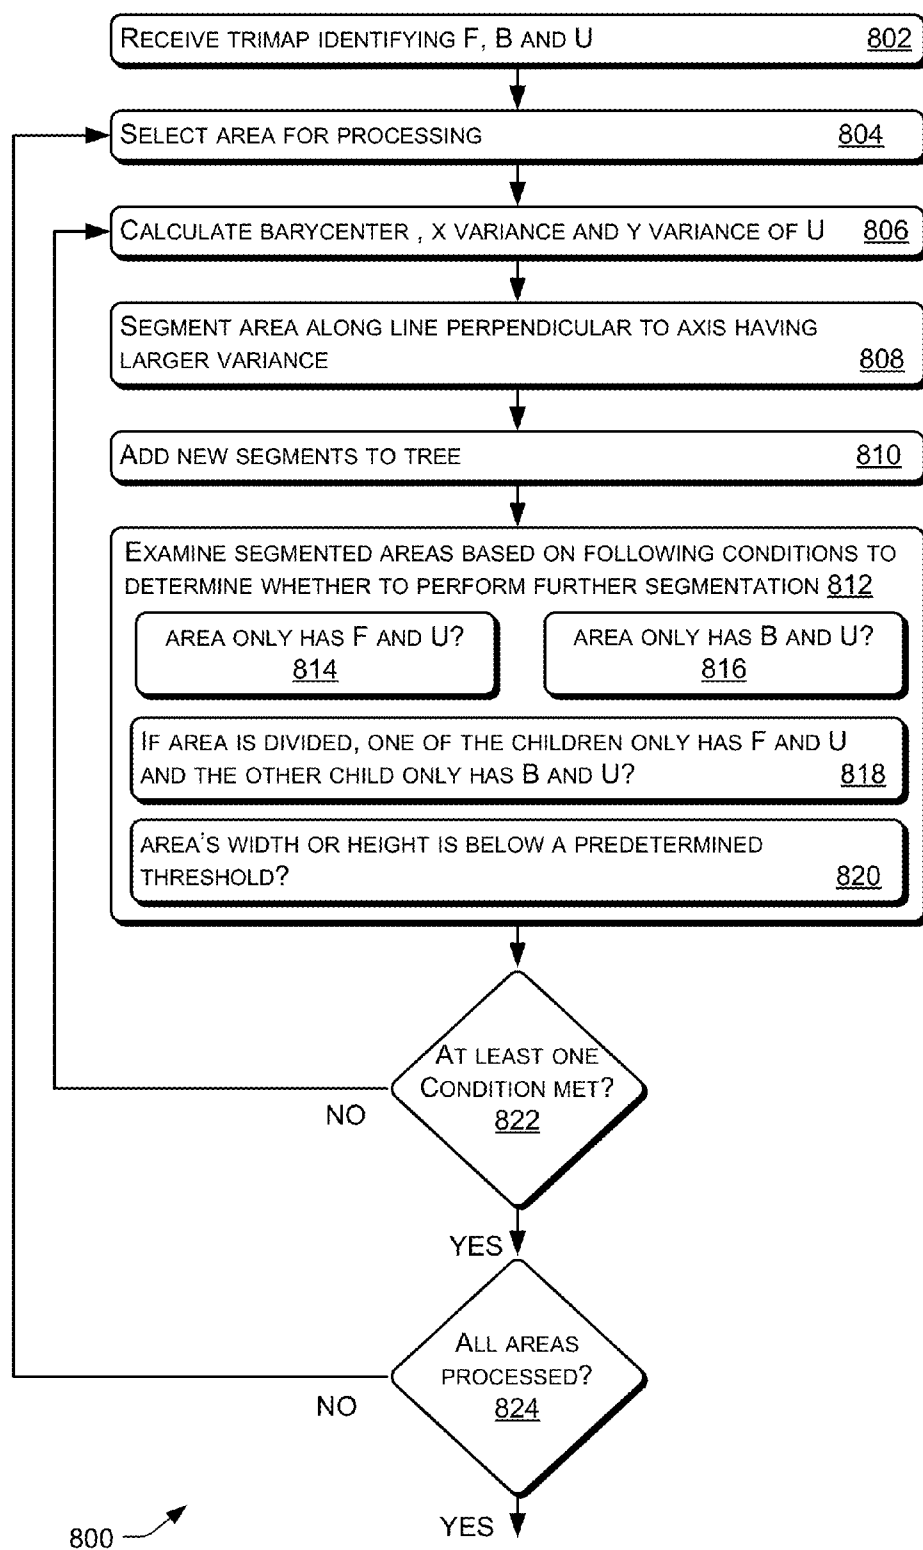 RECEIVE TRIMAP IDENTIFYING F, B AND U 802
SELECT AREA FOR PROCESSING 804
CALCULATE BARYCENTER , X VARIANCE AND Y VARIANCE OF U 806
SEGMENT AREA ALONG LINE PERPENDICULAR TO AXIS HAVING
LARGER VARIANCE 808
ADD NEW SEGMENTS TO TREE 810
EXAMINE SEGMENTED AREAS BASED ON FOLLOWING CONDITIONS TO
DETERMINE WHETHER TO PERFORM FURTHER SEGMENTATION 812
AREA ONLY HAS F AND U?
814
AREA ONLY HAS B AND U?
816
IF AREA IS DIVIDED, ONE OF THE CHILDREN ONLY HAS F AND U
AND THE OTHER CHILD ONLY HAS B AND U? 818
AREA'S WIDTH OR HEIGHT IS BELOW A PREDETERMINED
THRESHOLD? 820
AT LEAST ONE
CONDITION MET?
822
NO
YES
ALL AREAS
PROCESSED?
824
NO
YES
800